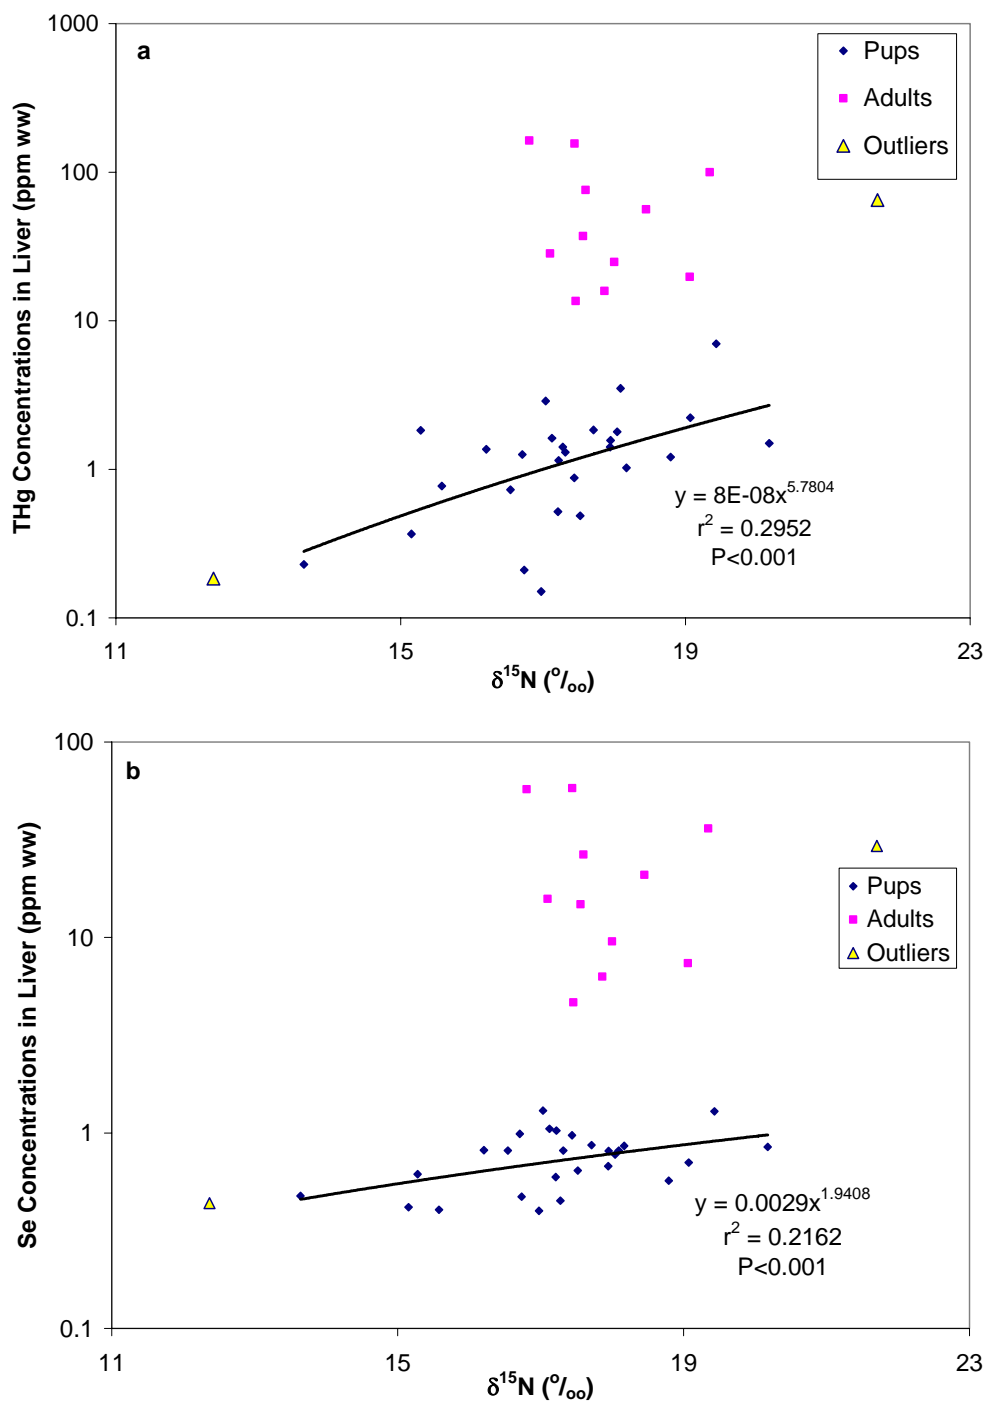 1000
a
Pups
Adults
Outliers
100
10
1
0.1
THg Concentrations in Liver (ppm ww)
y = 8E-08x^5.7804
r^2 = 0.2952
P<0.001
11 15 19 23
δ^15N (^o/_oo)
100
b
Pups
Adults
Outliers
10
1
0.1
Se Concentrations in Liver (ppm ww)
y = 0.0029x^1.9408
r^2 = 0.2162
P<0.001
11 15 19 23
δ^15N (^o/_oo)